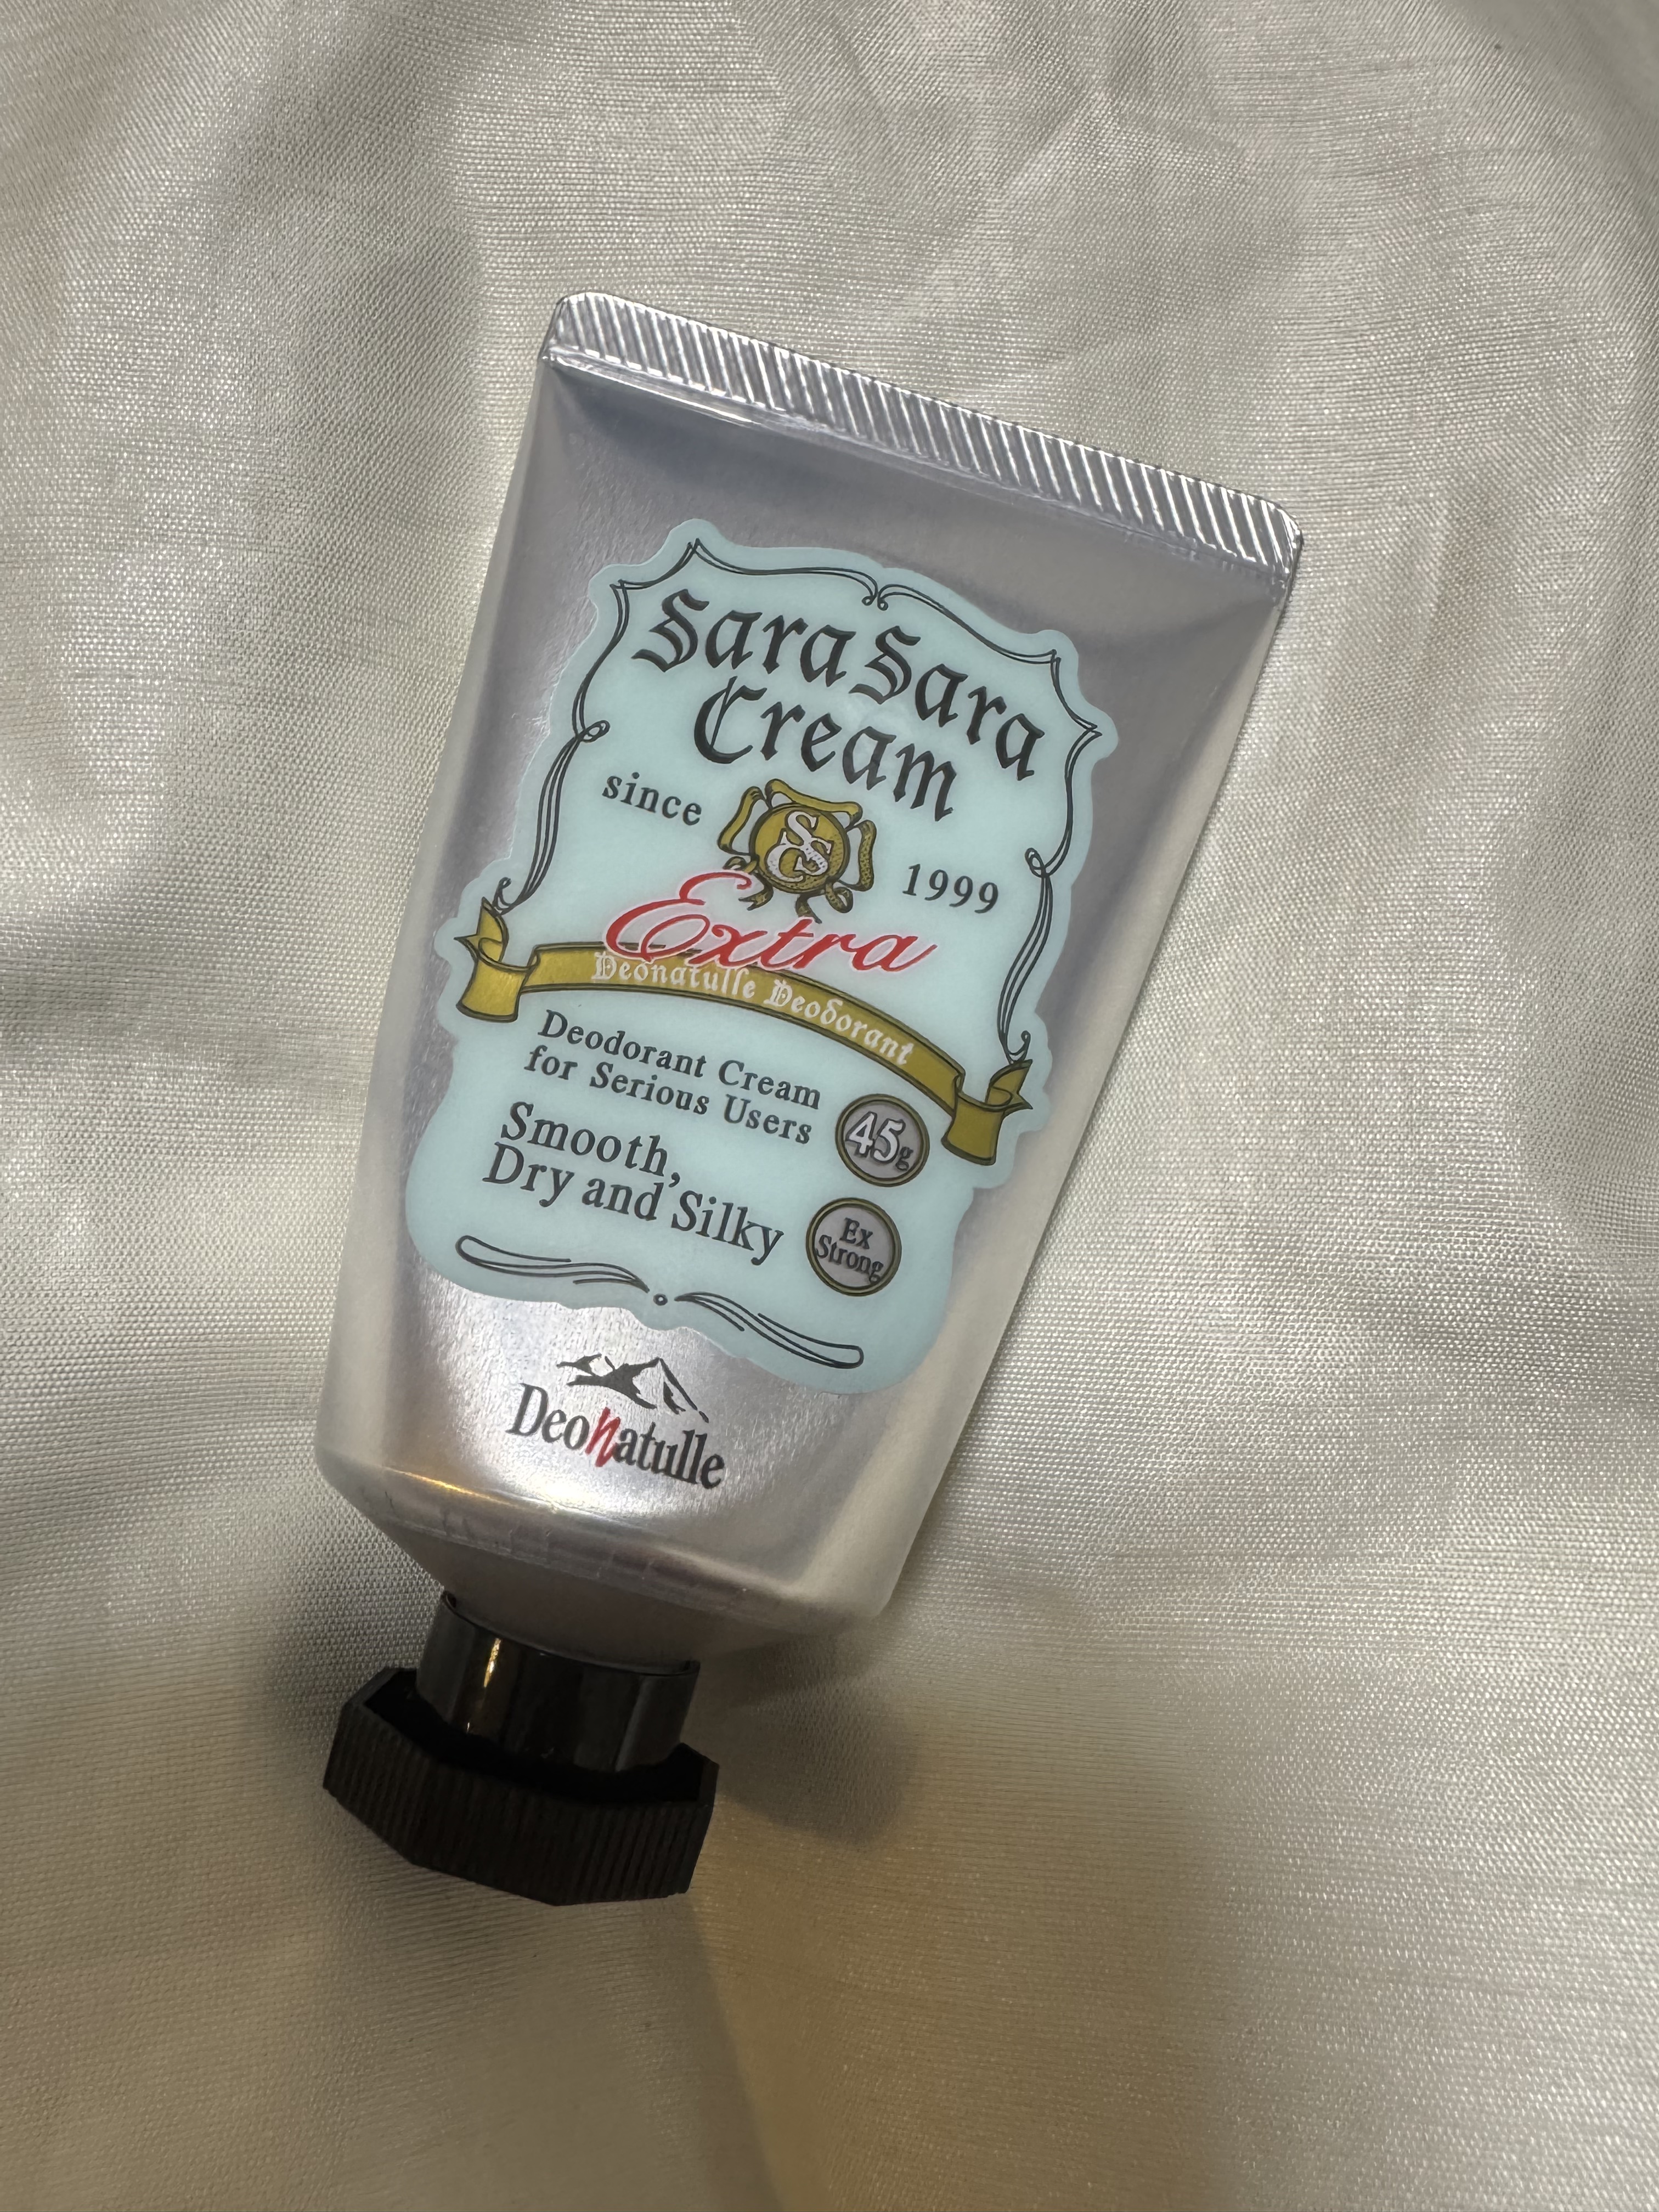 Sara Sara
Cream
since
SSC
1999
Extra
Deonatulle Deodorant
Deodorant Cream
for Serious Users
45g
Smooth,
Dry and Silky
Ex
Strong
Deonatulle